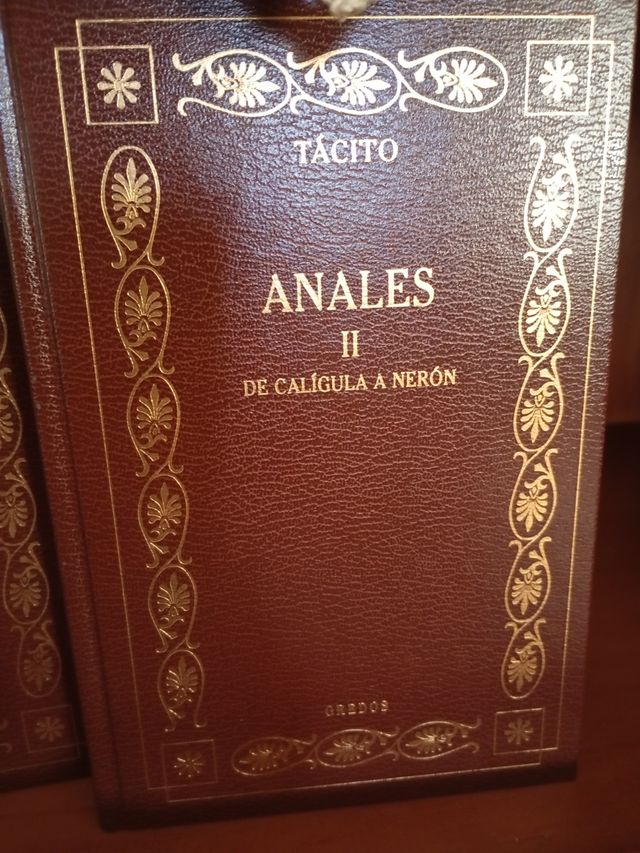 TÁCITO
ANALES
II
DE CALÍGULA A NERÓN
GREDOS